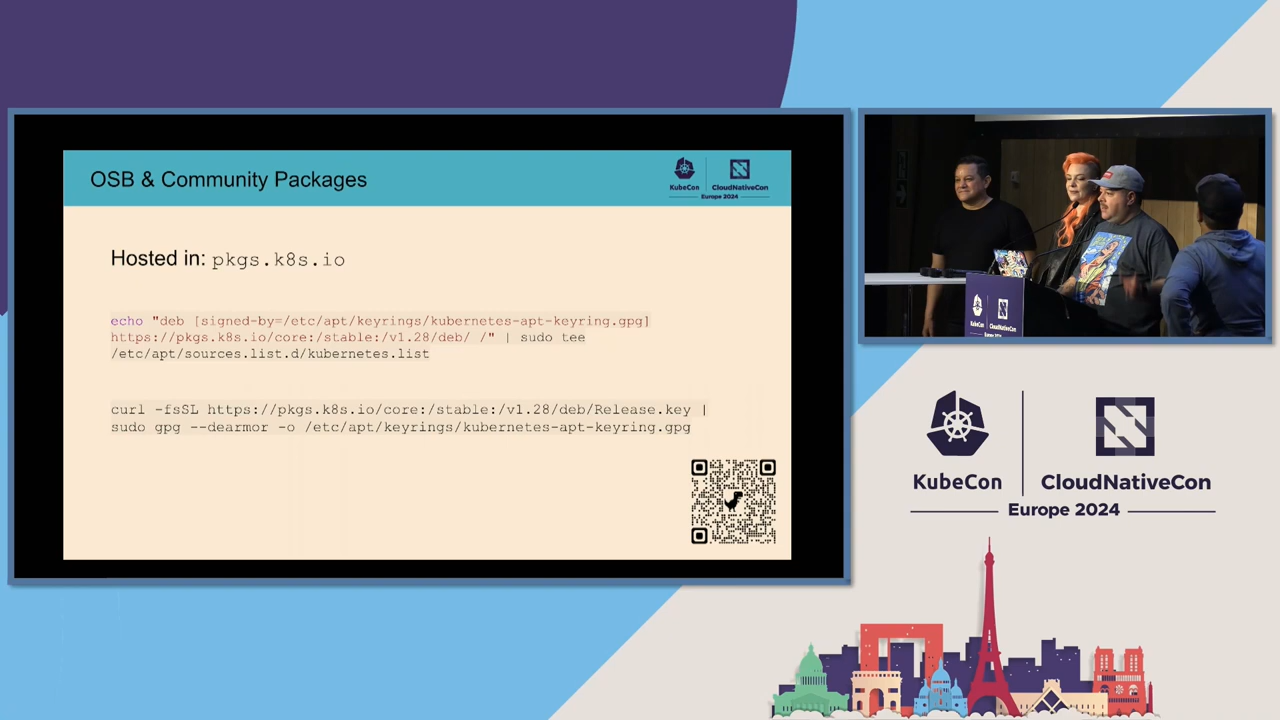 OSB & Community Packages
KubeCon
CloudNativeCon
Europe 2024
Hosted in: pkgs.k8s.io
echo "deb [signed-by=/etc/apt/keyrings/kubernetes-apt-keyring.gpg]
https://pkgs.k8s.io/core:/stable:/v1.28/deb/ /" | sudo tee
/etc/apt/sources.list.d/kubernetes.list
curl -fsSL https://pkgs.k8s.io/core:/stable:/v1.28/deb/Release.key |
sudo gpg --dearmor -o /etc/apt/keyrings/kubernetes-apt-keyring.gpg
KubeCon
CloudNativeCon
KubeCon
CloudNativeCon
Europe 2024